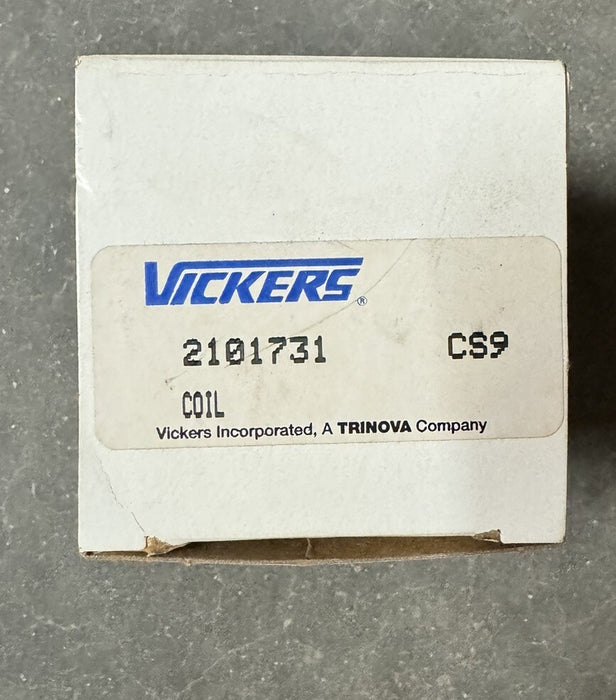 VICKERS®
2101731 CS9
COIL
Vickers Incorporated, A TRINOVA Company